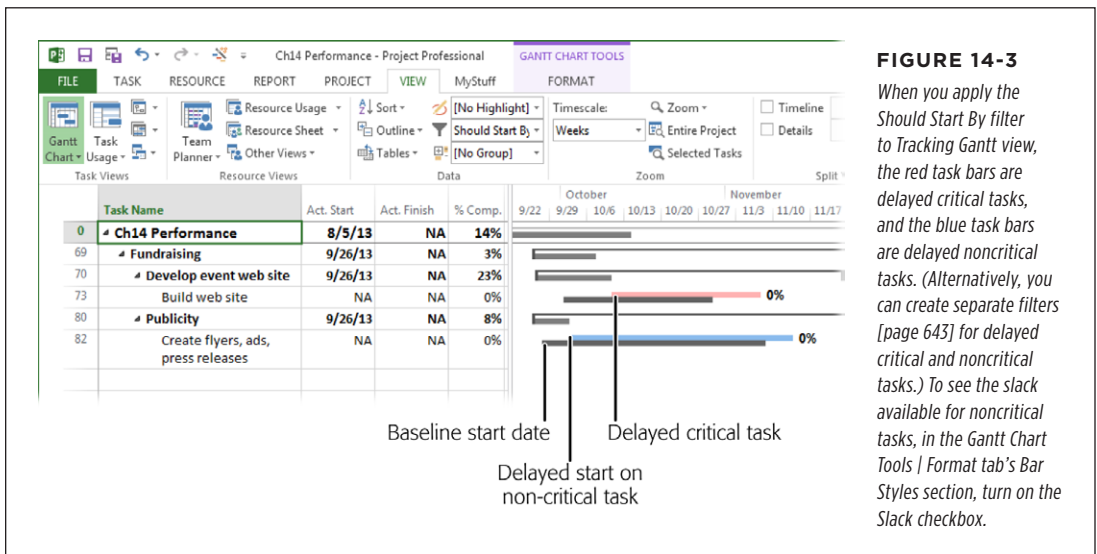 Ch14 Performance - Project Professional
GANTT CHART TOOLS
FILE TASK RESOURCE REPORT PROJECT VIEW MyStuff FORMAT
Gantt Chart
Task Usage
Task Views
Team Planner
Resource Usage
Resource Sheet
Other Views
Resource Views
Sort
Outline
Tables
[No Highlight]
Should Start By
[No Group]
Data
Timescale:
Weeks
Zoom
Entire Project
Selected Tasks
Zoom
Timeline
Details
Split
October November
Task Name Act. Start Act. Finish % Comp. 9/22 9/29 10/6 10/13 10/20 10/27 11/3 11/10 11/17
0 Ch14 Performance 8/5/13 NA 14%
69 Fundraising 9/26/13 NA 3%
70 Develop event web site 9/26/13 NA 23%
73 Build web site NA NA 0% 0%
80 Publicity 9/26/13 NA 8%
82 Create flyers, ads, NA NA 0% 0%
press releases
Baseline start date
Delayed critical task
Delayed start on
non-critical task
FIGURE 14-3
When you apply the
Should Start By filter
to Tracking Gantt view,
the red task bars are
delayed critical tasks,
and the blue task bars
are delayed noncritical
tasks. (Alternatively, you
can create separate filters
[page 643] for delayed
critical and noncritical
tasks.) To see the slack
available for noncritical
tasks, in the Gantt Chart
Tools | Format tab's Bar
Styles section, turn on the
Slack checkbox.